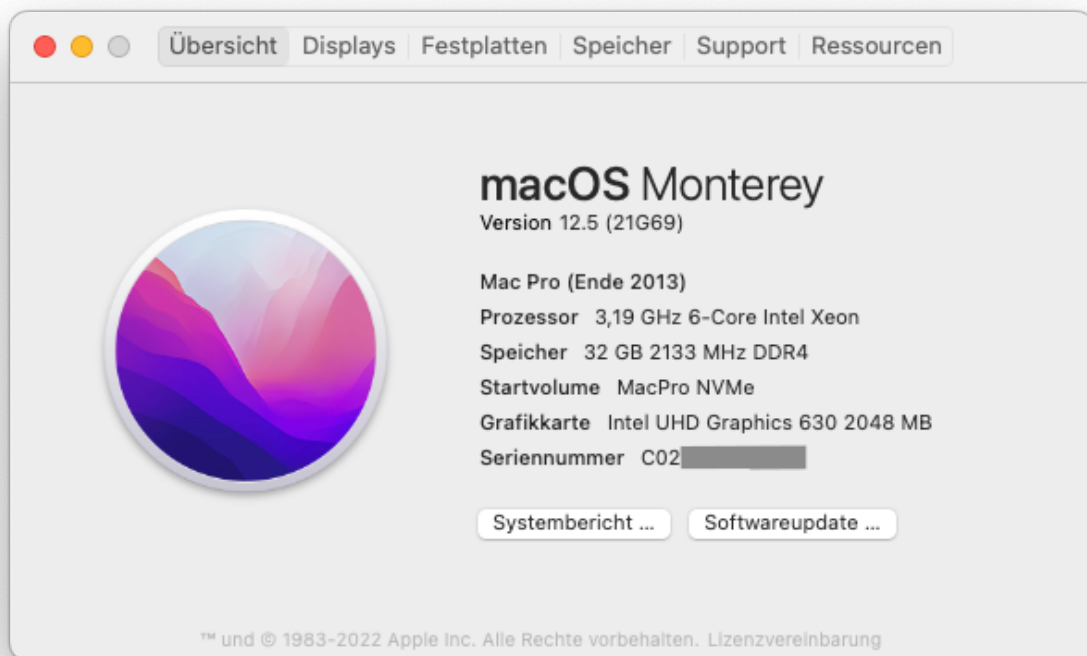 Übersicht Displays Festplatten Speicher Support Ressourcen
macOS Monterey
Version 12.5 (21G69)
Mac Pro (Ende 2013)
Prozessor 3,19 GHz 6-Core Intel Xeon
Speicher 32 GB 2133 MHz DDR4
Startvolume MacPro NVMe
Grafikkarte Intel UHD Graphics 630 2048 MB
Seriennummer C02
Systembericht ... Softwareupdate ...
™ und © 1983-2022 Apple Inc. Alle Rechte vorbehalten. Lizenzvereinbarung